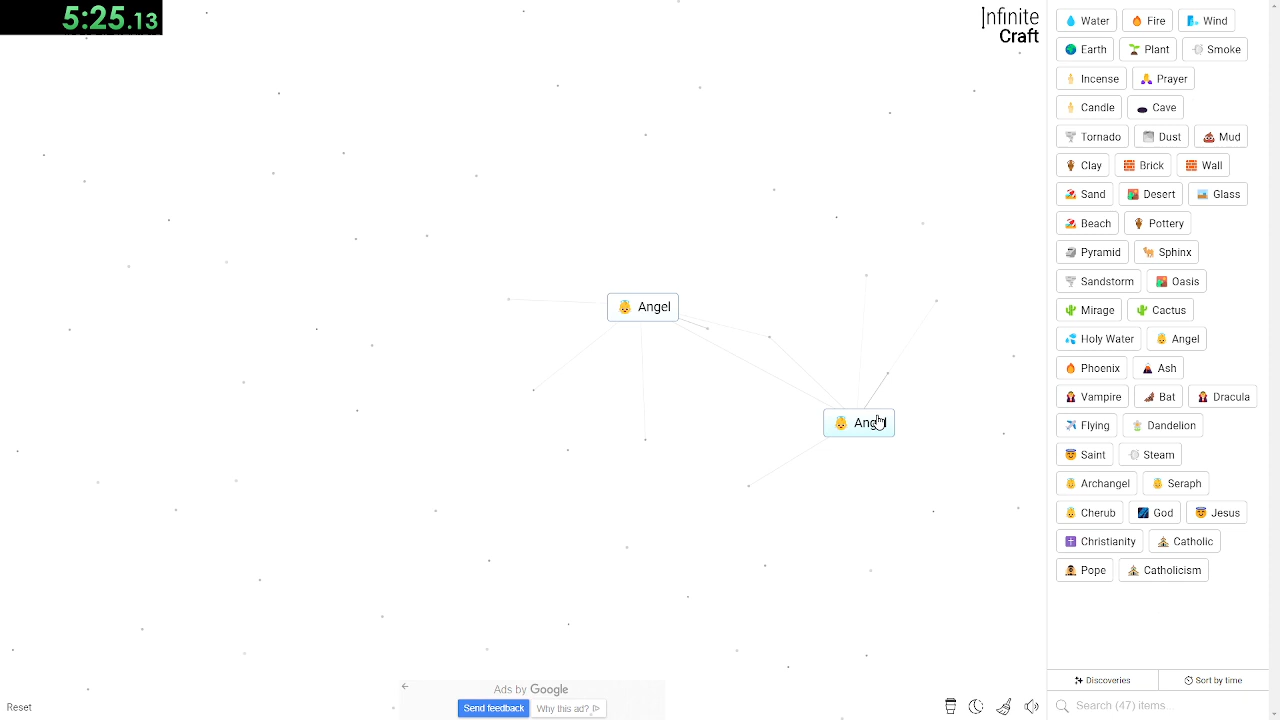 5:25.13
Infinite
Craft
Water Fire Wind
Earth Plant Smoke
Incense Prayer
Candle Cave
Tornado Dust Mud
Clay Brick Wall
Sand Desert Glass
Beach Pottery
Pyramid Sphinx
Sandstorm Oasis
Cactus
Holy Water Angel
Phoenix Ash
Vampire Bat Dracula
Flying Dandelion
Saint Steam
Archangel Seraph
Cherub God Jesus
Christianity Catholic
Pope Catholicism
Angel
Angel
Ads by Google
Send feedback Why this ad?
Reset
Discoveries Sort by time
Search (47) items...